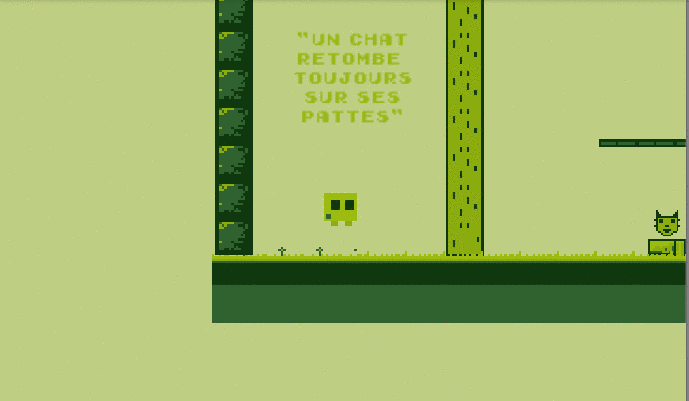 "UN CHAT
RETOMBE
TOUJOURS
SUR SES
PATTES"